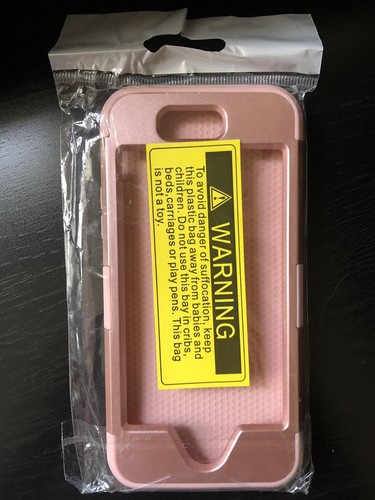 WARNING
To avoid danger of suffocation, keep
this plastic bag away from babies and
children. Do not use this bay in cribs,
beds,carriages or play pens. This bag
is not a toy.